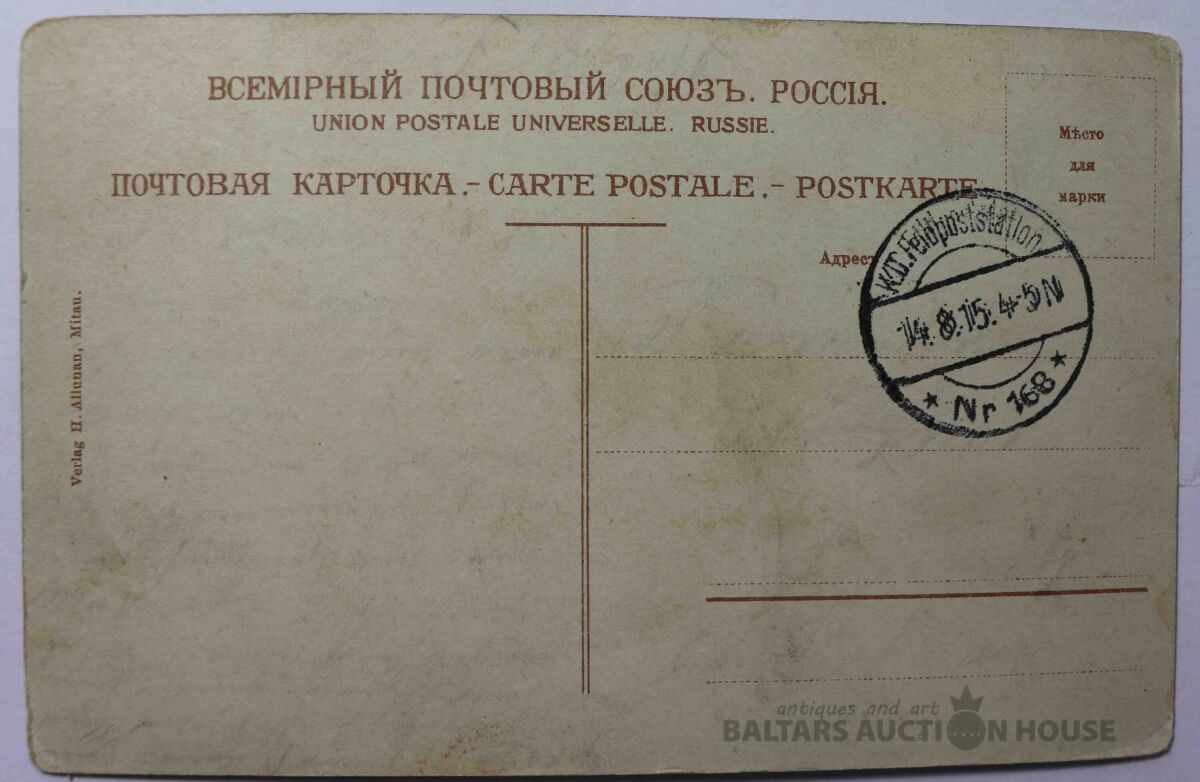 ВСЕМІРНЫЙ ПОЧТОВЫЙ СОЮЗЪ. РОССІЯ.
UNION POSTALE UNIVERSELLE. RUSSIE.
ПОЧТОВАЯ КАРТОЧКА.-CARTE POSTALE.-POSTKARTE
Мѣсто
для
марки
Адрес
K.D. Feldpoststation
14.8.15. 4-5 N
* Nr 168 *
Verlag H. Allunan, Mitau.
antiques and art
BALTARS AUCTION HOUSE